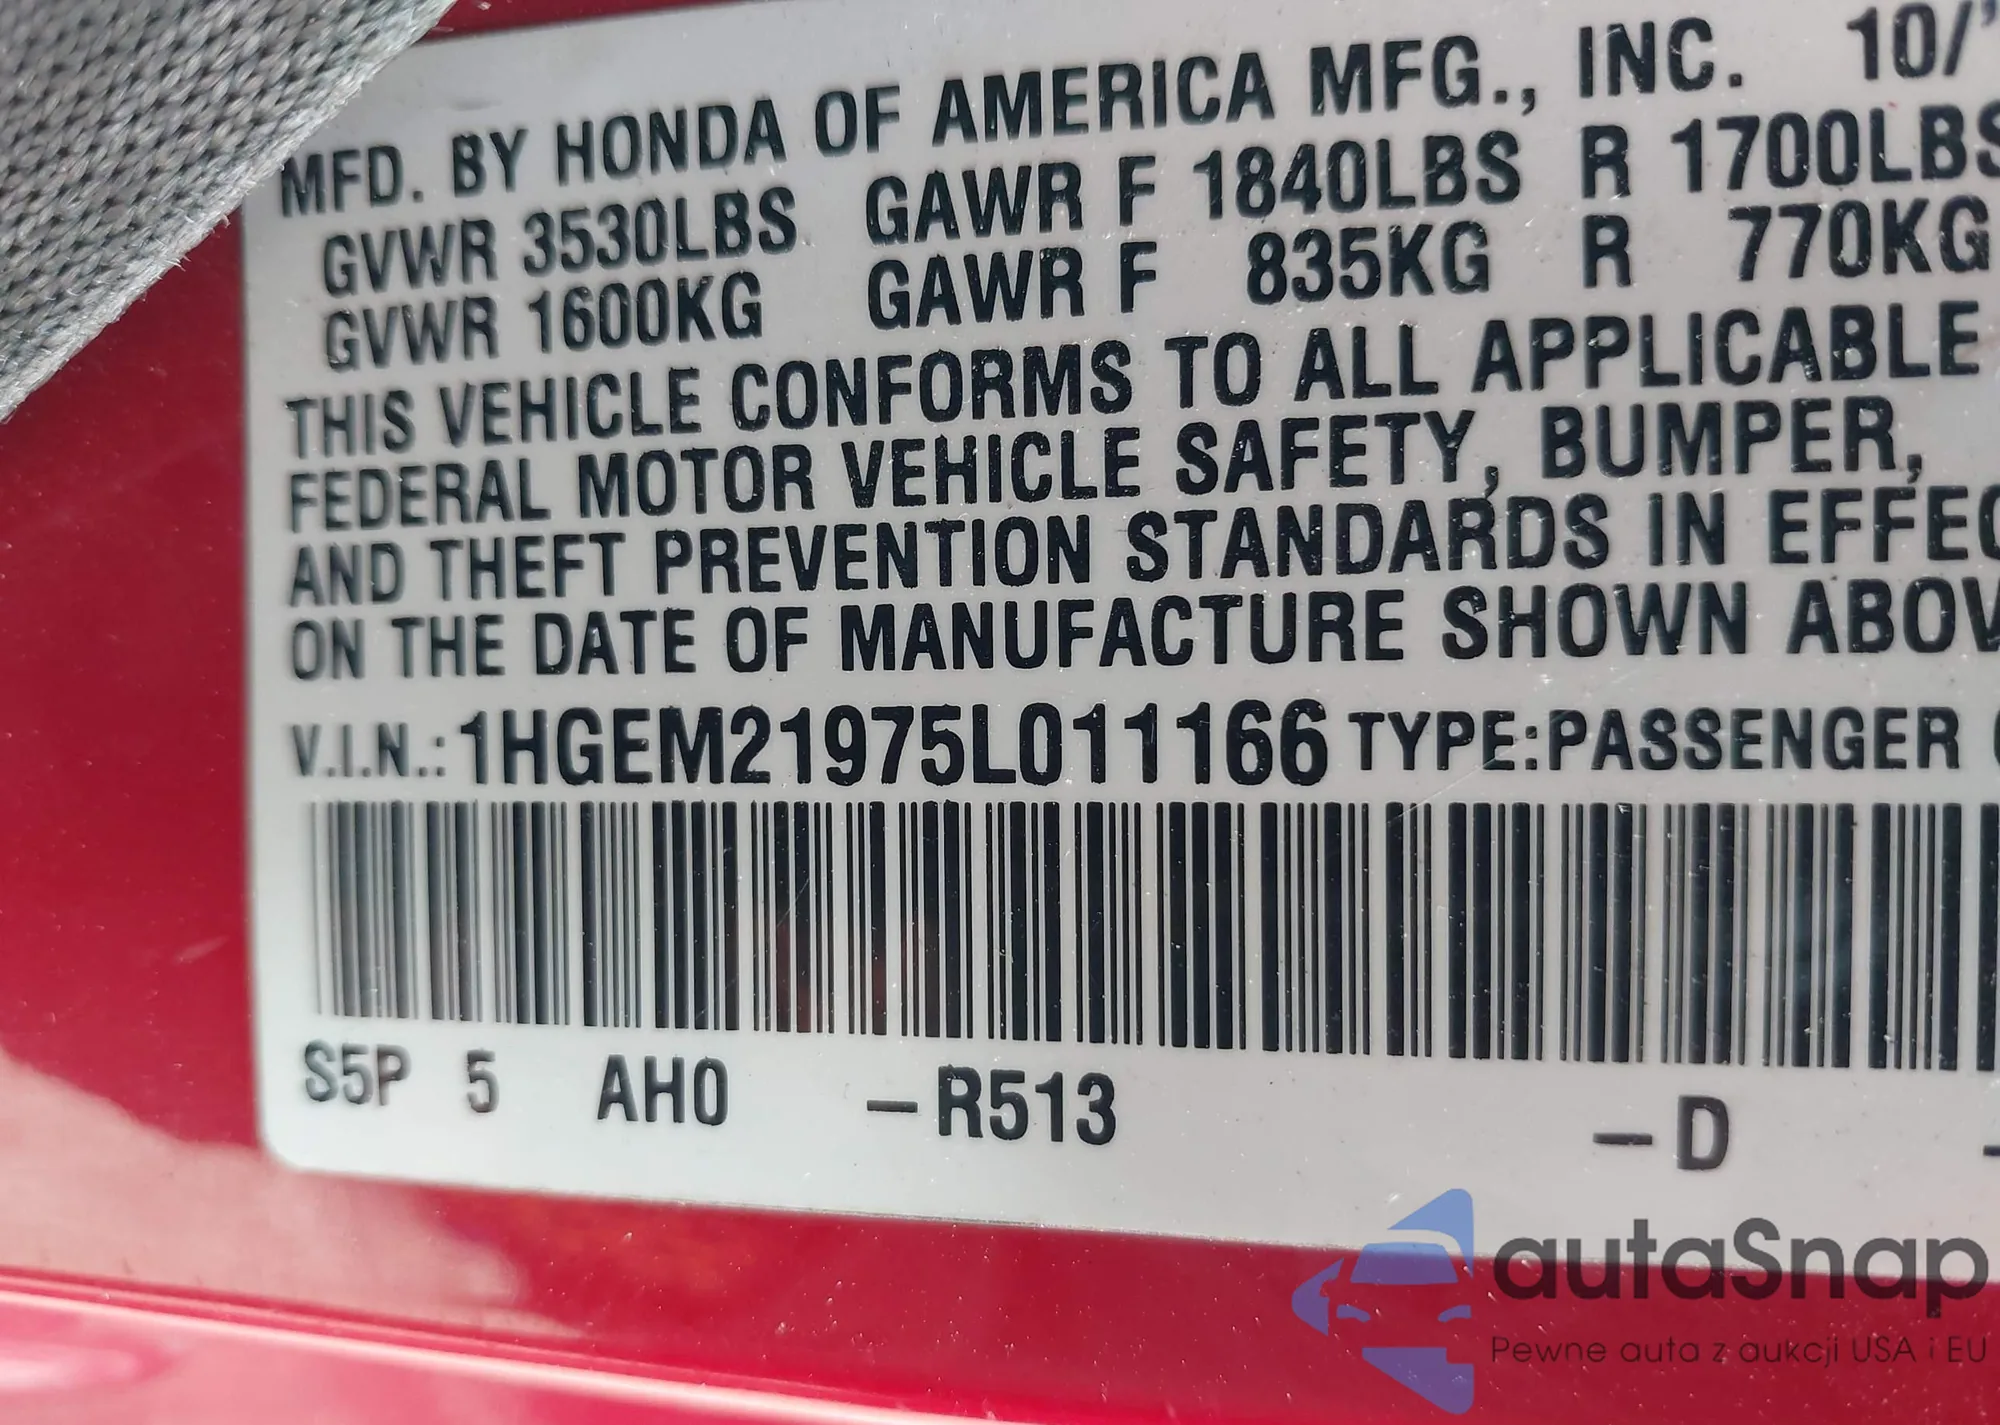 MFD. BY HONDA OF AMERICA MFG., INC. 10/
GVWR 3530LBS GAWR F 1840LBS R 1700LBS
GVWR 1600KG GAWR F 835KG R 770KG
THIS VEHICLE CONFORMS TO ALL APPLICABLE
FEDERAL MOTOR VEHICLE SAFETY, BUMPER,
AND THEFT PREVENTION STANDARDS IN EFFEC
ON THE DATE OF MANUFACTURE SHOWN ABOV
V.I.N.: 1HGEM21975L011166 TYPE:PASSENGER
S5P 5 AH0 –R513 –D
autaSnap
Pewne auta z aukcji USA i EU